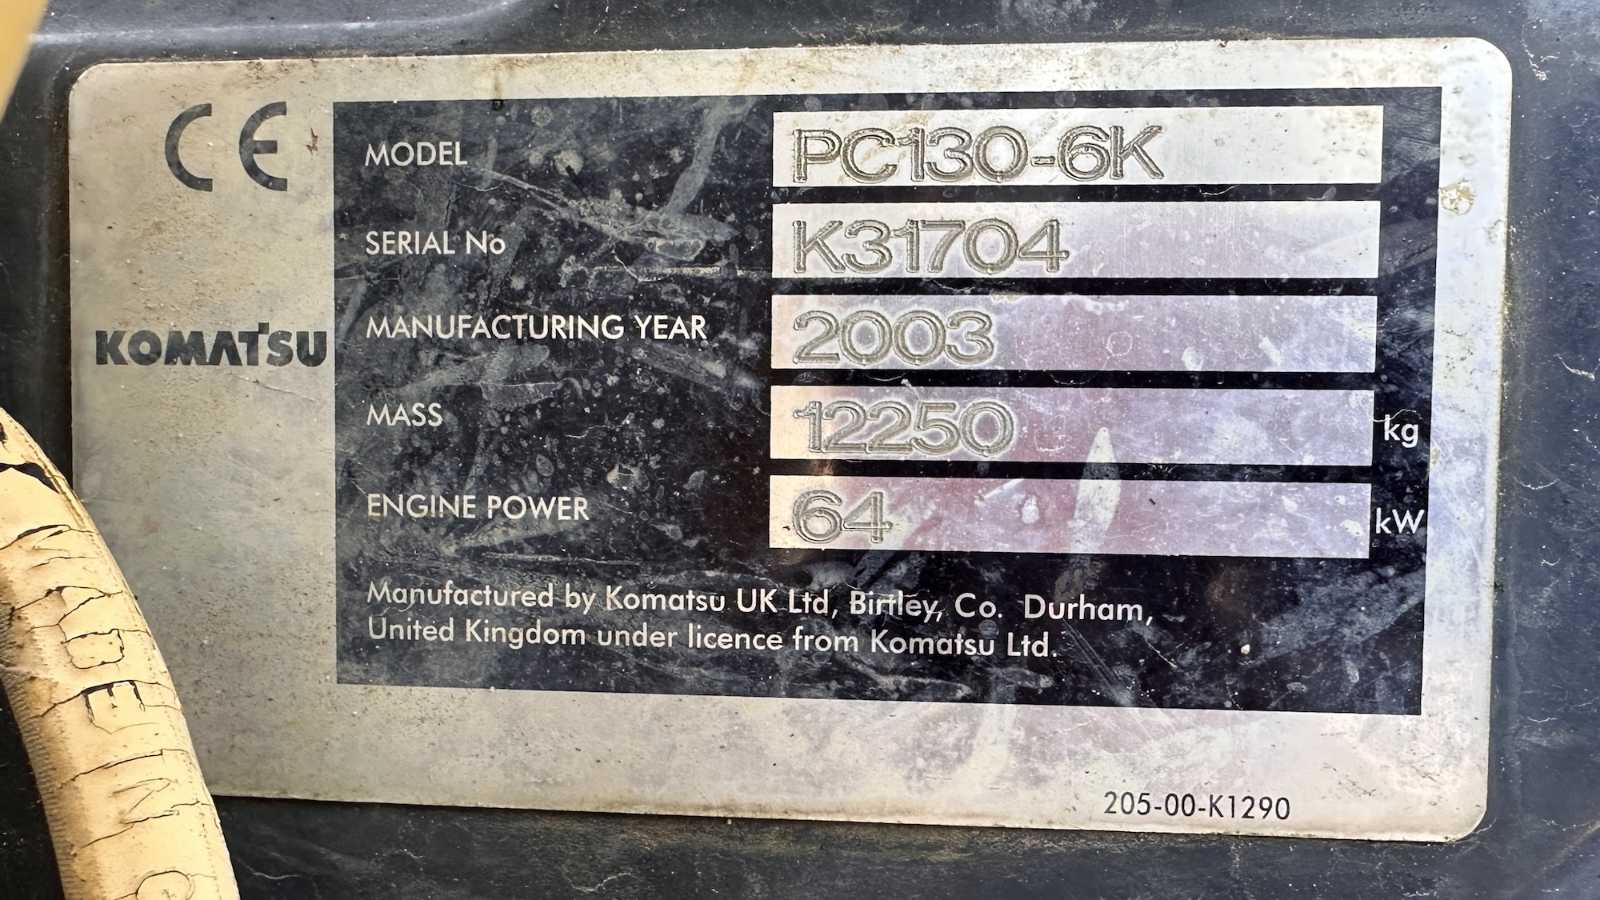 CE
MODEL PC130-6K
SERIAL No K31704
KOMATSU
MANUFACTURING YEAR 2003
MASS 12250 kg
ENGINE POWER 64 kW
Manufactured by Komatsu UK Ltd, Birtley, Co. Durham,
United Kingdom under licence from Komatsu Ltd.
205-00-K1290